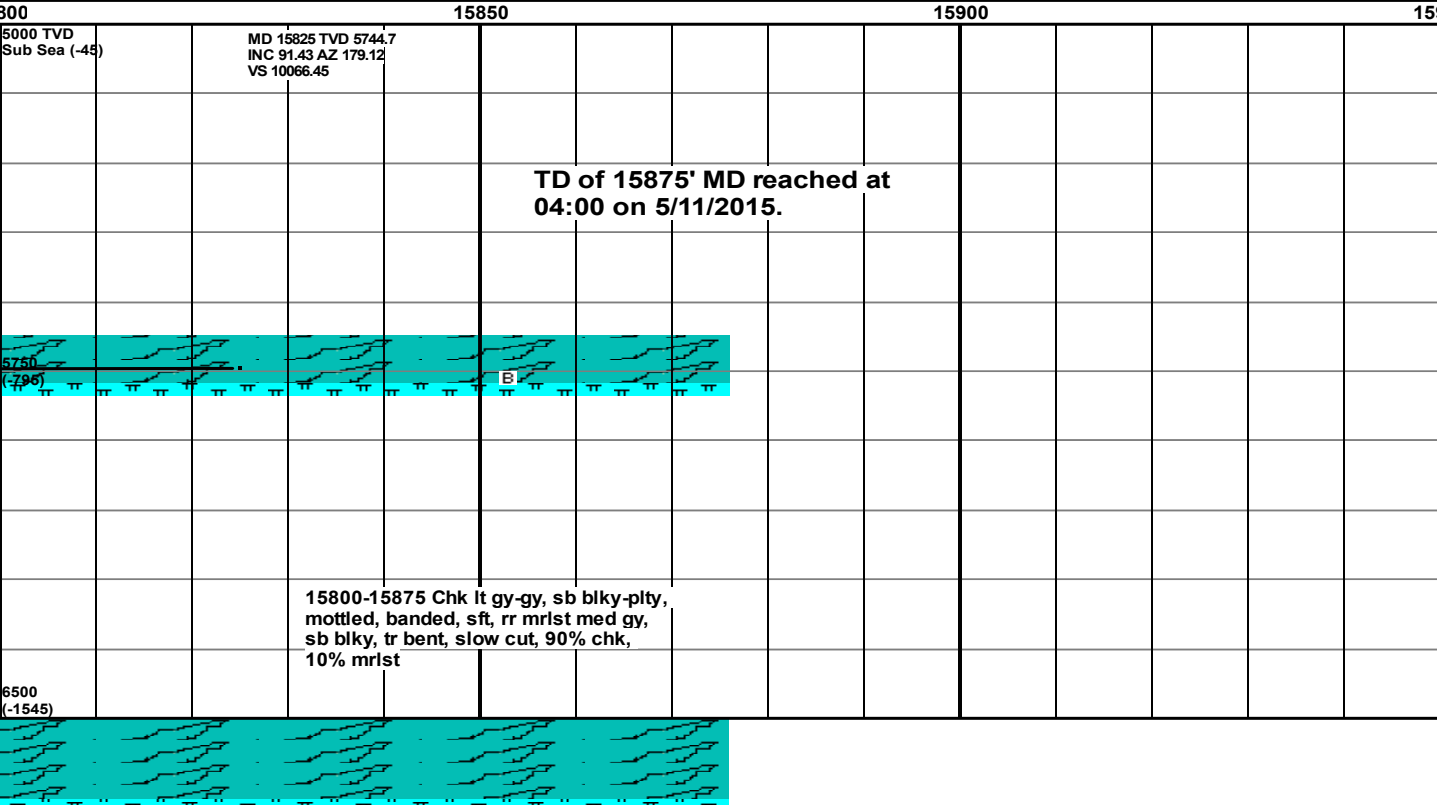 800 15850 15900 159
5000 TVD
Sub Sea (-45)
MD 15825 TVD 5744.7
INC 91.43 AZ 179.12
VS 10066.45
TD of 15875' MD reached at
04:00 on 5/11/2015.
5750
(-795)
B
15800-15875 Chk lt gy-gy, sb blky-plty,
mottled, banded, sft, rr mrlst med gy,
sb blky, tr bent, slow cut, 90% chk,
10% mrlst
6500
(-1545)